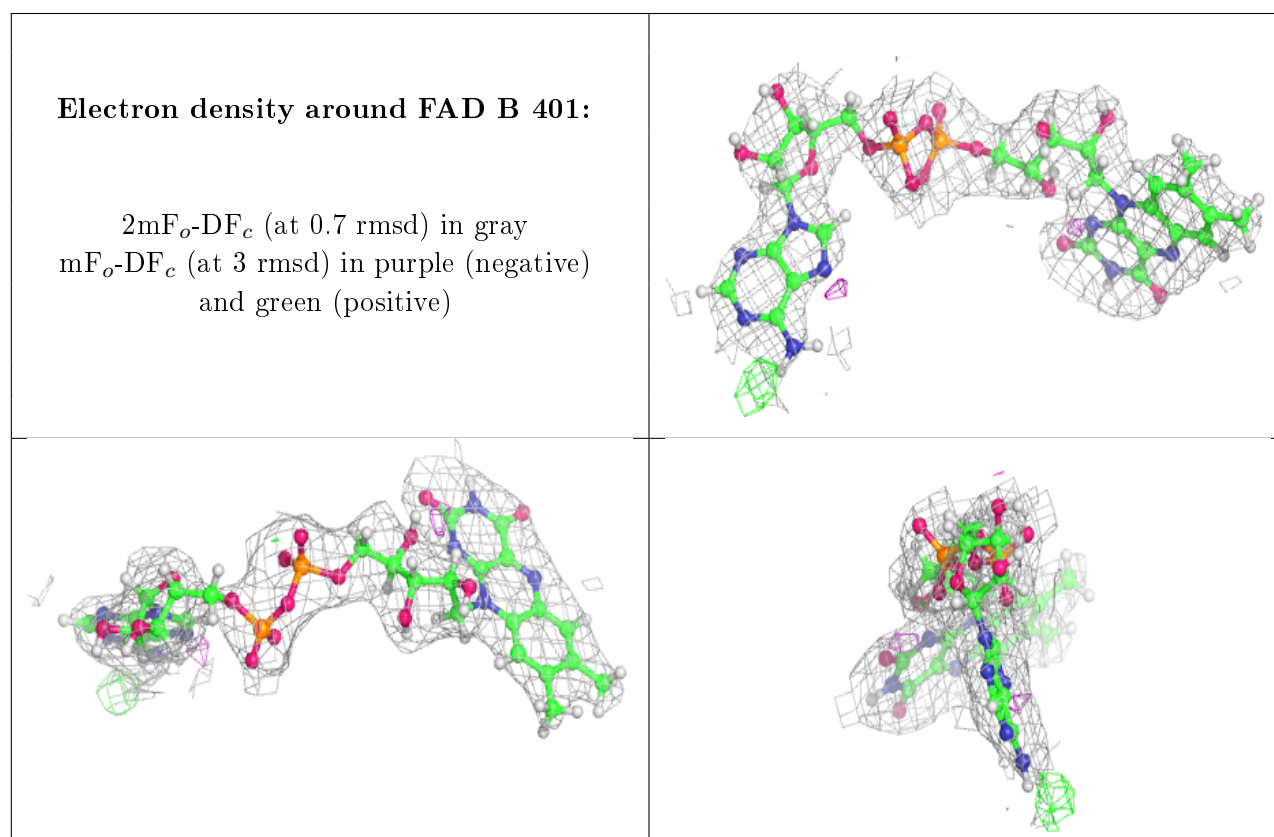 Electron density around FAD B 401:
2mFo-DFc (at 0.7 rmsd) in gray
mFo-DFc (at 3 rmsd) in purple (negative)
and green (positive)